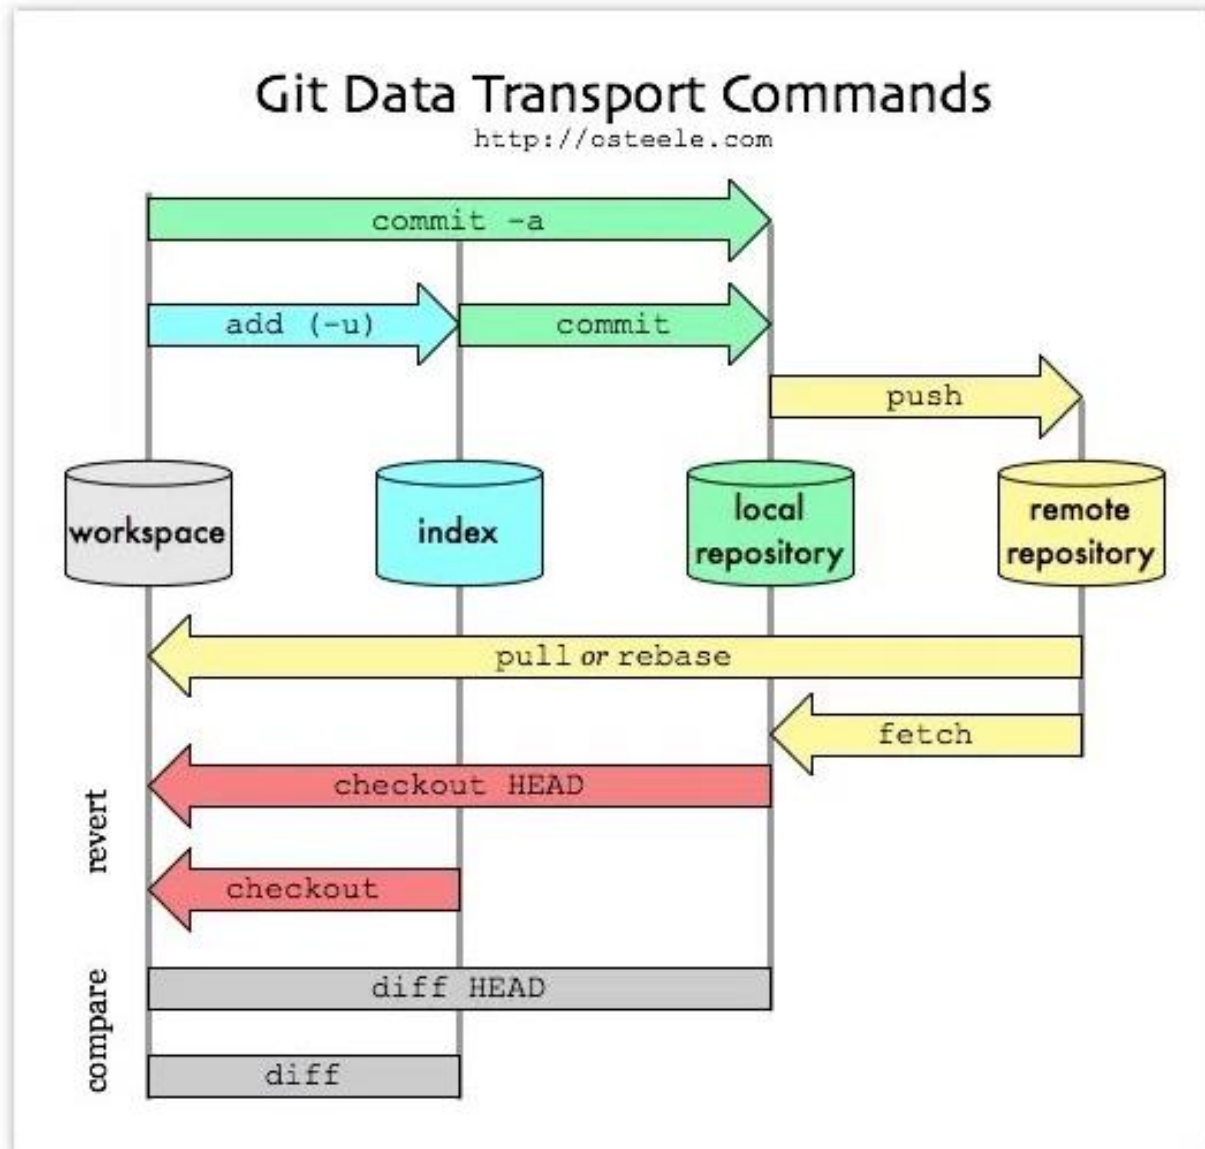 Git Data Transport Commands
http://osteele.com
commit -a
add (-u)
commit
push
workspace
index
local
repository
remote
repository
pull or rebase
fetch
revert
checkout HEAD
checkout
compare
diff HEAD
diff